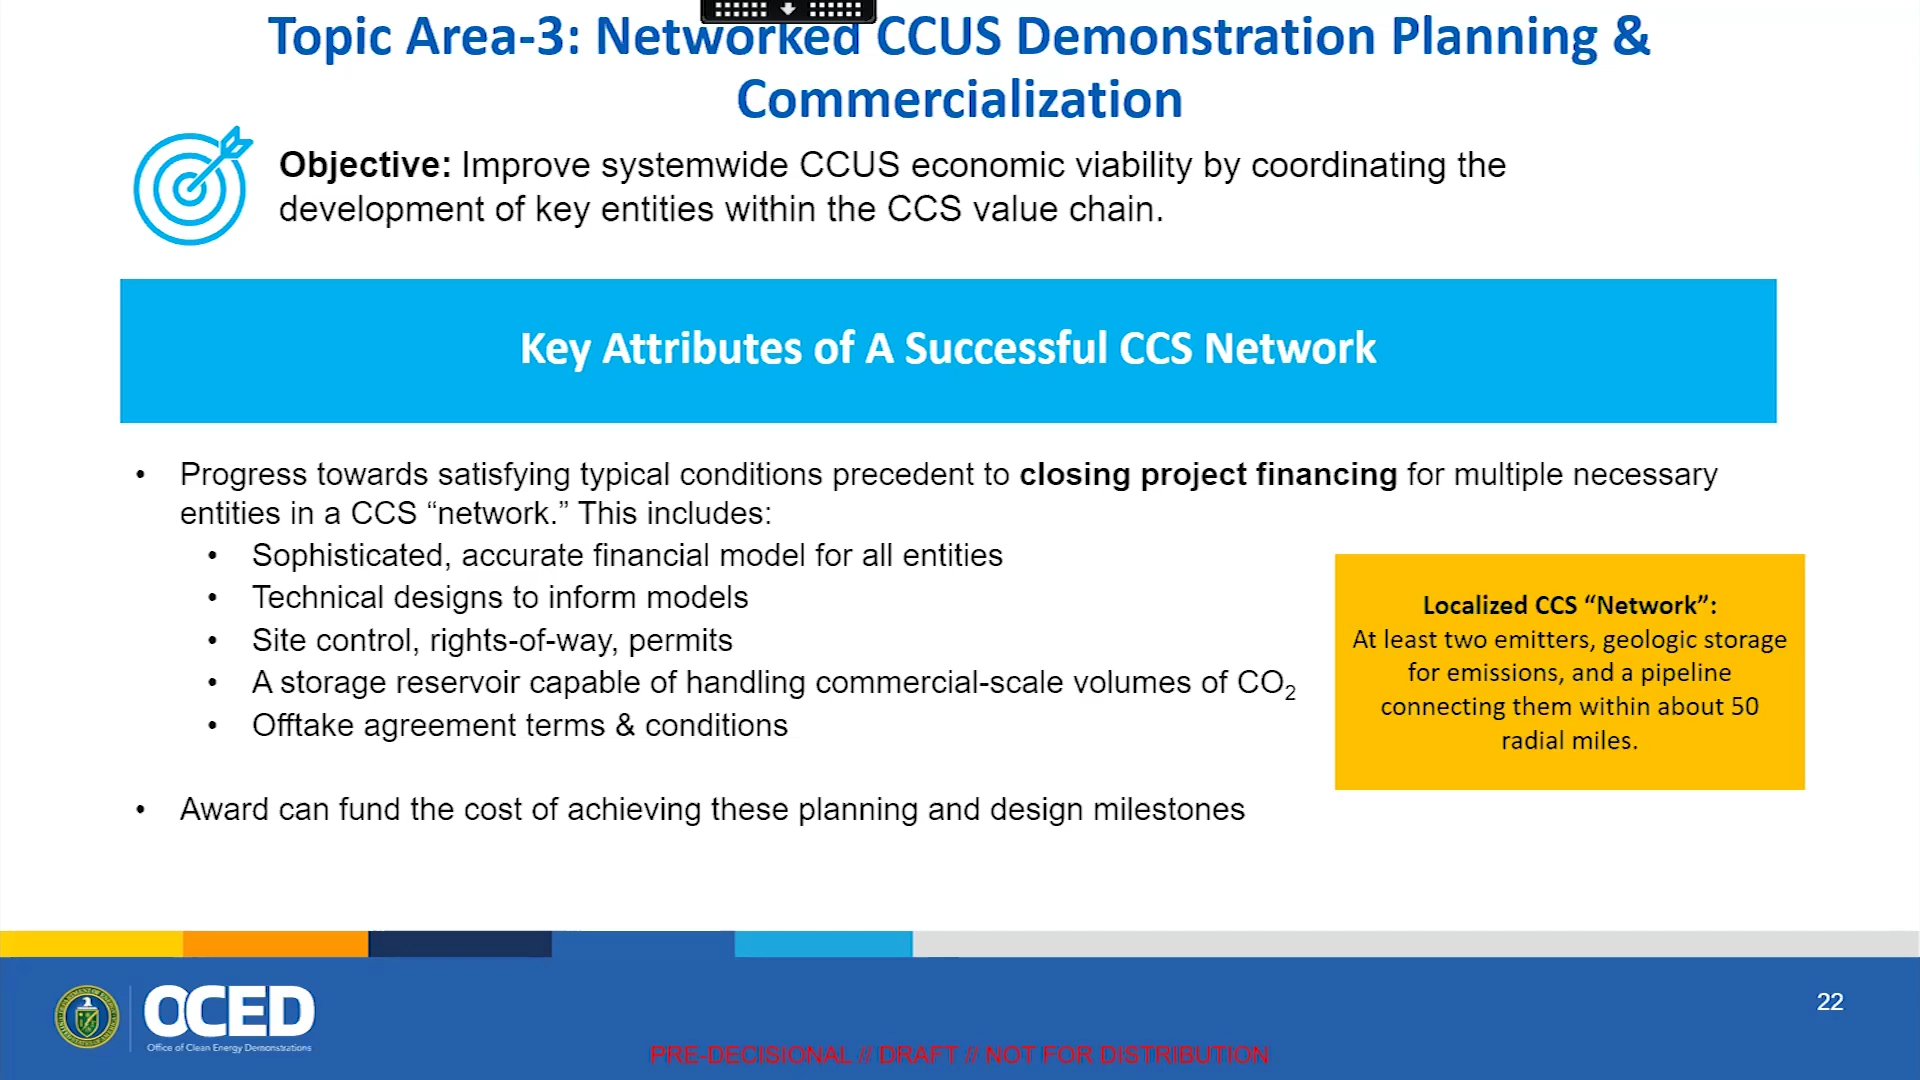 Topic Area-3: Networked CCUS Demonstration Planning &
Commercialization
Objective: Improve systemwide CCUS economic viability by coordinating the
development of key entities within the CCS value chain.
Key Attributes of A Successful CCS Network
• Progress towards satisfying typical conditions precedent to closing project financing for multiple necessary
entities in a CCS “network.” This includes:
• Sophisticated, accurate financial model for all entities
• Technical designs to inform models
• Site control, rights-of-way, permits
• A storage reservoir capable of handling commercial-scale volumes of CO₂
• Offtake agreement terms & conditions
• Award can fund the cost of achieving these planning and design milestones
Localized CCS “Network”:
At least two emitters, geologic storage
for emissions, and a pipeline
connecting them within about 50
radial miles.
OCED
Office of Clean Energy Demonstrations
22
PRE-DECISIONAL // DRAFT // NOT FOR DISTRIBUTION